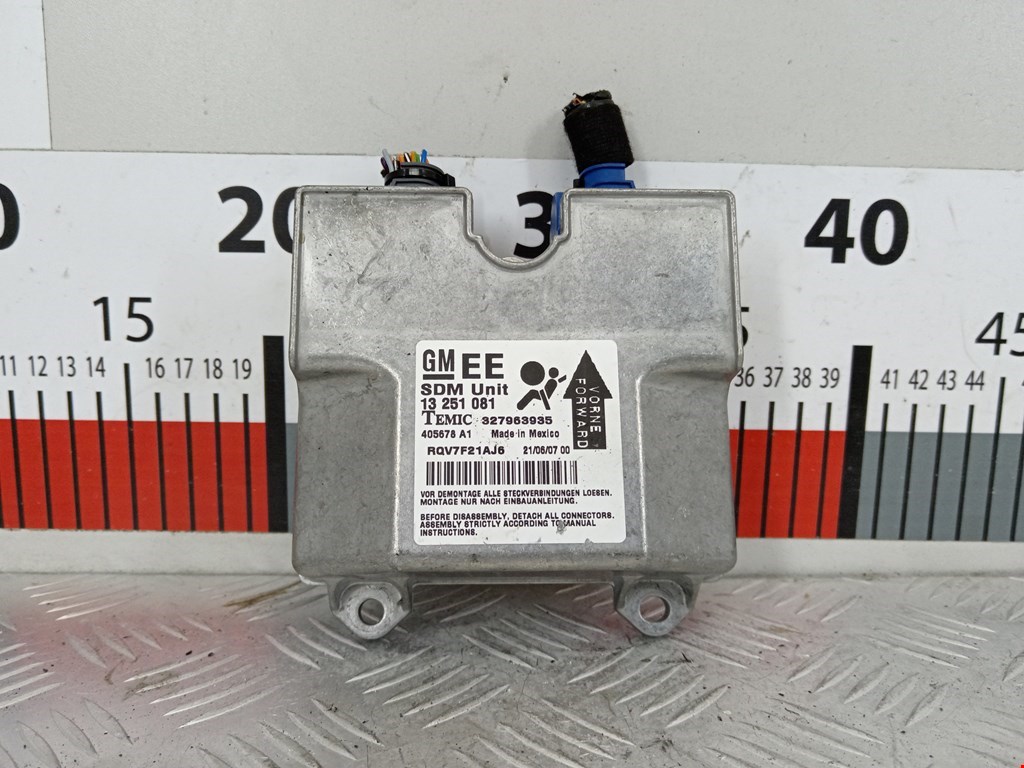 0 20 3 40
15 45
11 12 13 14 16 17 18 19 36 37 38 39 41 42 43 44
GM EE
SDM Unit
13 251 081
TEMIC 327963935
405678 A1 Made in Mexico
RQV7F21AJ6 21/06/07 00
VORNE
FORWARD
VOR DEMONTAGE ALLE STECKVERBINDUNGEN LOESEN.
MONTAGE NUR NACH EINBAUANLEITUNG.
BEFORE DISASSEMBLY, DETACH ALL CONNECTORS.
ASSEMBLY STRICTLY ACCORDING TO MANUAL
INSTRUCTIONS.